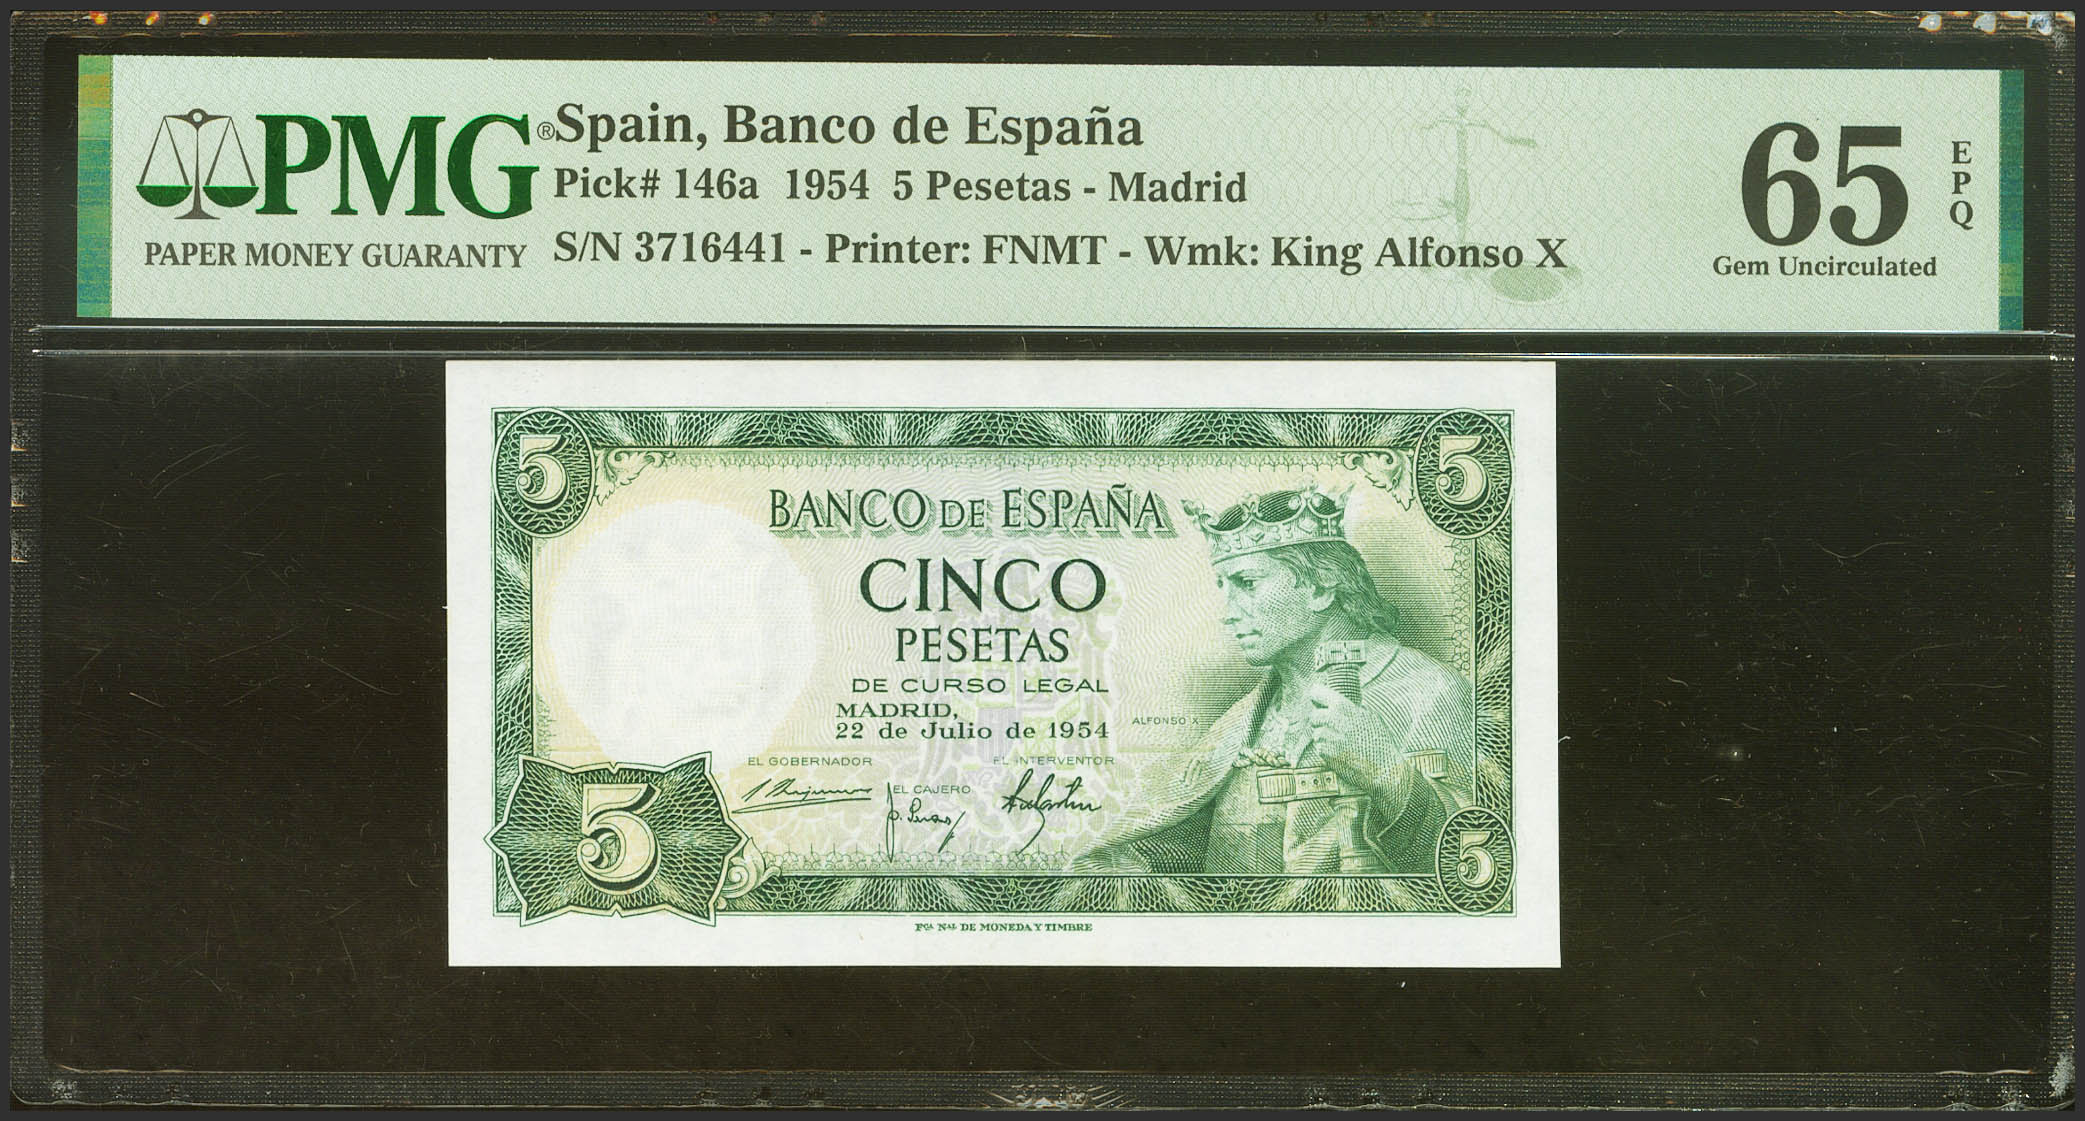 PMG®
PAPER MONEY GUARANTY
Spain, Banco de España
Pick# 146a 1954 5 Pesetas - Madrid
S/N 3716441 - Printer: FNMT - Wmk: King Alfonso X
65
EPQ
Gem Uncirculated
5
5
BANCO DE ESPAÑA
CINCO
PESETAS
DE CURSO LEGAL
MADRID,
22 de Julio de 1954
ALFONSO X
EL GOBERNADOR
EL INTERVENTOR
EL CAJERO
5
5
FCA NAL DE MONEDA Y TIMBRE